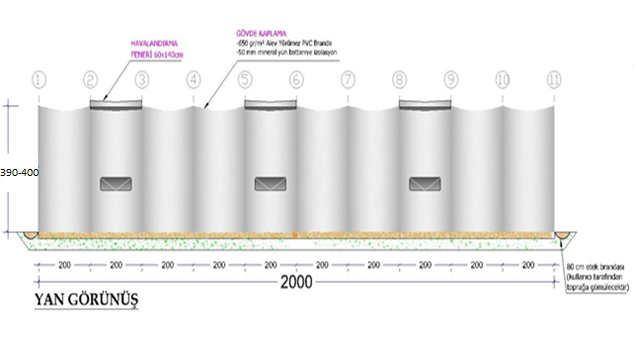 HAVALANDIRMA
FENERİ 60x140cm
GÖVDE KAPLAMA
-650 gr/m² Alev Yürümez PVC Branda
-50 mm mineral yün battaniye izolasyon
1 2 3 4 5 6 7 8 9 10 11
390-400
200 200 200 200 200 200 200 200 200 200
2000
80 cm etek brandası
(kullanıcı tarafından
toprağa gömülecektir)
YAN GÖRÜNÜŞ